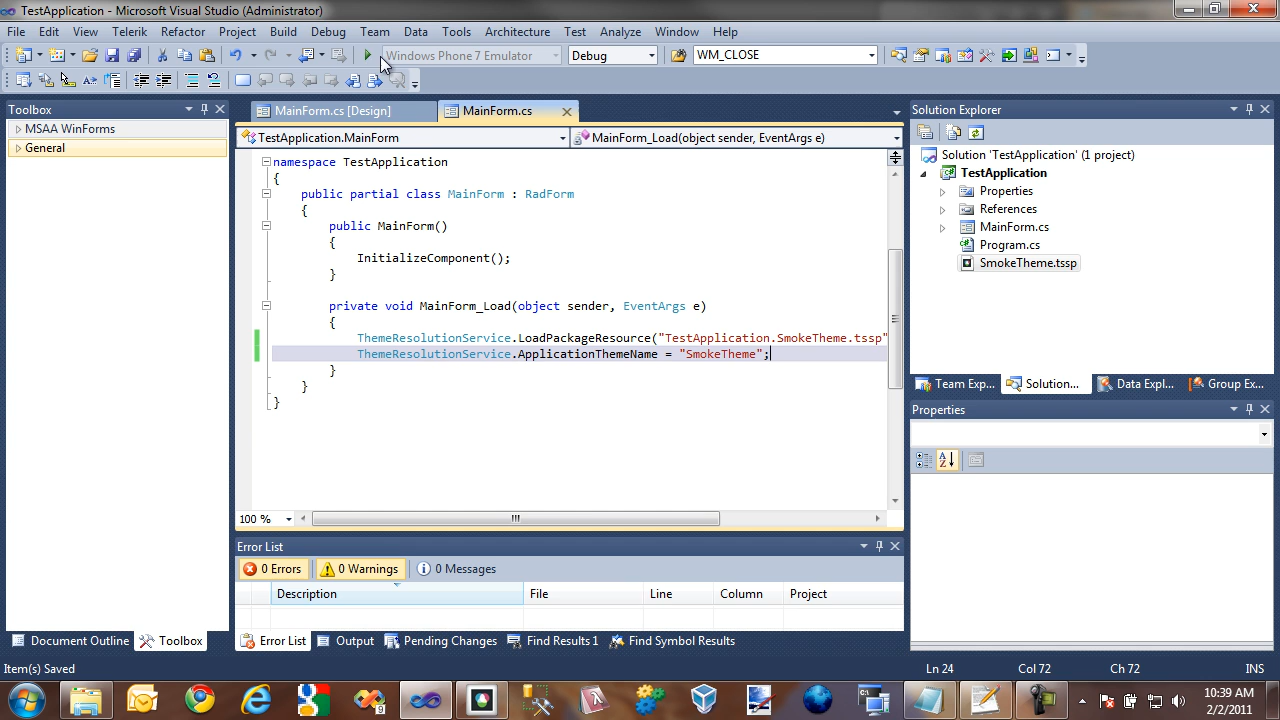 TestApplication - Microsoft Visual Studio (Administrator)
File Edit View Telerik Refactor Project Build Debug Team Data Tools Architecture Test Analyze Window Help
Windows Phone 7 Emulator Debug WM_CLOSE
Toolbox
MSAA WinForms
General
MainForm.cs [Design] MainForm.cs
TestApplication.MainForm MainForm_Load(object sender, EventArgs e)
namespace TestApplication
{
public partial class MainForm : RadForm
{
public MainForm()
{
InitializeComponent();
}
private void MainForm_Load(object sender, EventArgs e)
{
ThemeResolutionService.LoadPackageResource("TestApplication.SmokeTheme.tssp"
ThemeResolutionService.ApplicationThemeName = "SmokeTheme";
}
}
}
100 %
Solution Explorer
Solution 'TestApplication' (1 project)
TestApplication
Properties
References
MainForm.cs
Program.cs
SmokeTheme.tssp
Team Exp... Solution... Data Expl... Group Ex...
Properties
Error List
0 Errors 0 Warnings 0 Messages
Description File Line Column Project
Document Outline Toolbox
Error List Output Pending Changes Find Results 1 Find Symbol Results
Item(s) Saved Ln 24 Col 72 Ch 72 INS
10:39 AM
2/2/2011